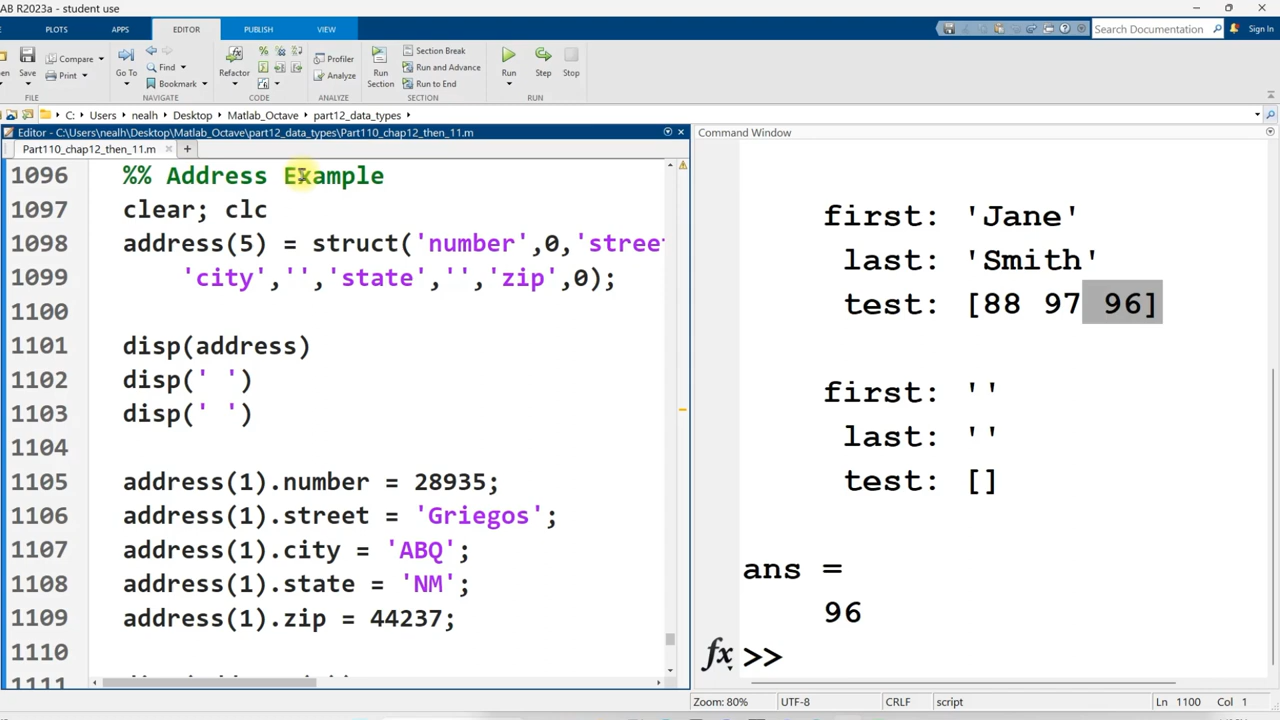 AB R2023a - student use
PLOTS APPS EDITOR PUBLISH VIEW Search Documentation Sign In
Save Compare Print Go To Find Bookmark Refactor Profiler Analyze Run Section Section Break Run and Advance Run to End Run Step Stop
FILE NAVIGATE CODE ANALYZE SECTION RUN
C: Users nealh Desktop Matlab_Octave part12_data_types
Editor - C:\Users\nealh\Desktop\Matlab_Octave\part12_data_types\Part110_chap12_then_11.m
Part110_chap12_then_11.m
1096 %% Address Example
1097 clear; clc
1098 address(5) = struct('number',0,'street
1099 'city','','state','','zip',0);
1100
1101 disp(address)
1102 disp(' ')
1103 disp(' ')
1104
1105 address(1).number = 28935;
1106 address(1).street = 'Griegos';
1107 address(1).city = 'ABQ';
1108 address(1).state = 'NM';
1109 address(1).zip = 44237;
1110
1111
Command Window
first: 'Jane'
last: 'Smith'
test: [88 97 96]
first: ''
last: ''
test: []
ans =
96
fx >>
Zoom: 80% UTF-8 CRLF script Ln 1100 Col 1